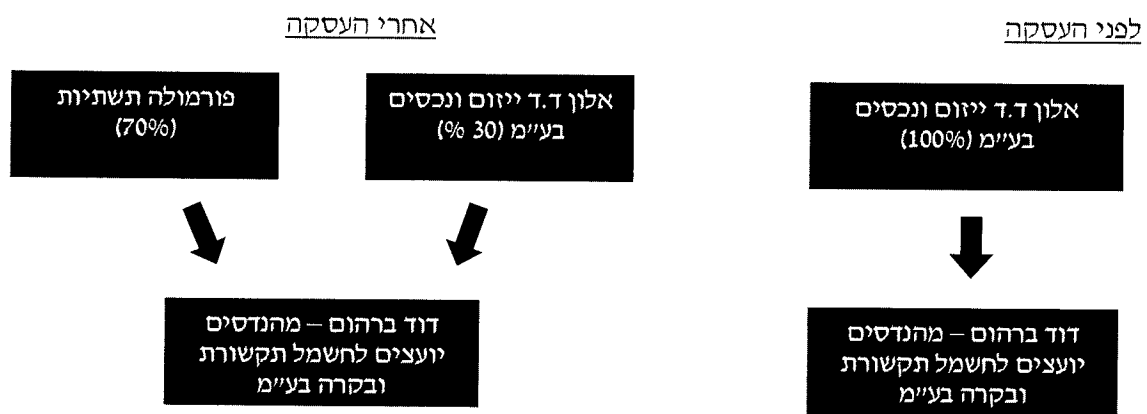 לפני העסקה
אלון ד.ד ייזום ונכסים
בע״מ (100%)
דוד ברהום – מהנדסים
יועצים לחשמל תקשורת
ובקרה בע״מ
אחרי העסקה
אלון ד.ד ייזום ונכסים
בע״מ (30 %)
פורמולה תשתיות
(70%)
דוד ברהום – מהנדסים
יועצים לחשמל תקשורת
ובקרה בע״מ